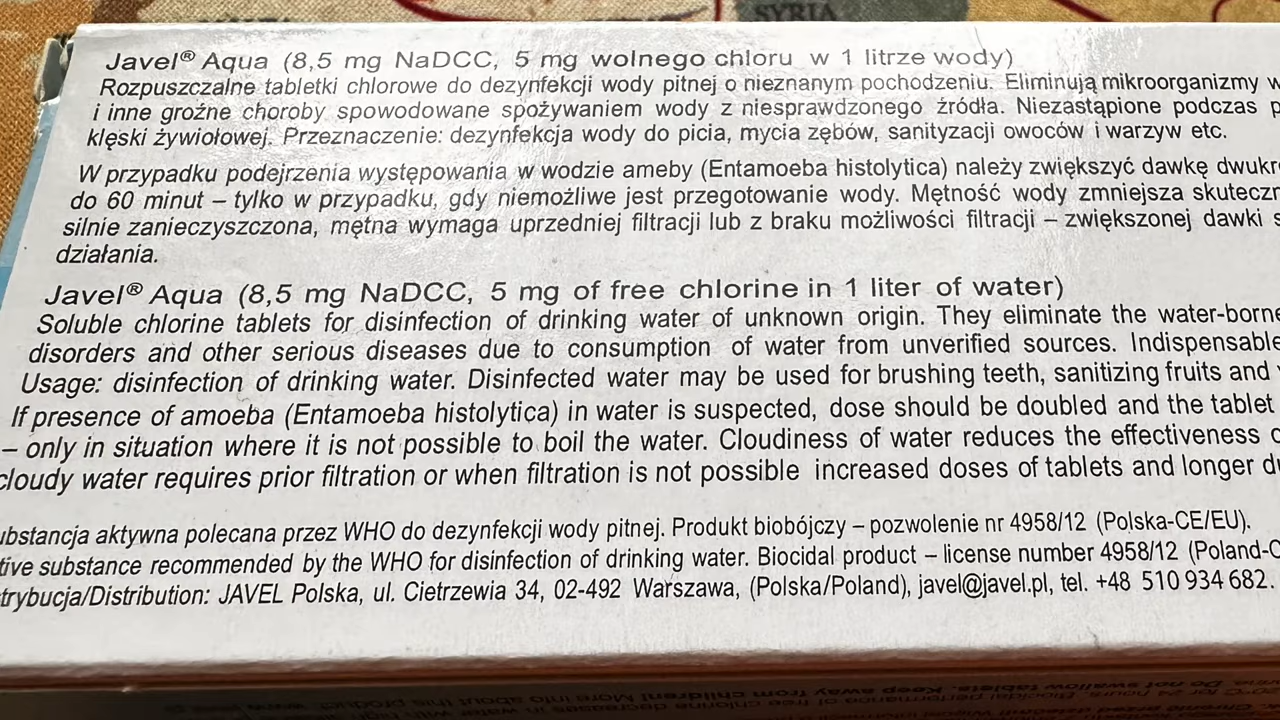 SYRIA
Javel® Aqua (8,5 mg NaDCC, 5 mg wolnego chloru w 1 litrze wody)
Rozpuszczalne tabletki chlorowe do dezynfekcji wody pitnej o nieznanym pochodzeniu. Eliminują mikroorganizmy
i inne groźne choroby spowodowane spożywaniem wody z niesprawdzonego źródła. Niezastąpione podczas
klęski żywiołowej. Przeznaczenie: dezynfekcja wody do picia, mycia zębów, sanityzacji owoców i warzyw etc.
W przypadku podejrzenia występowania w wodzie ameby (Entamoeba histolytica) należy zwiększyć dawkę
do 60 minut – tylko w przypadku, gdy niemożliwe jest przegotowanie wody. Mętność wody zmniejsza
silnie zanieczyszczona, mętna wymaga uprzedniej filtracji lub z braku możliwości filtracji – zwiększonej dawki
działania.
Javel® Aqua (8,5 mg NaDCC, 5 mg of free chlorine in 1 liter of water)
Soluble chlorine tablets for disinfection of drinking water of unknown origin. They eliminate the water-borne
disorders and other serious diseases due to consumption of water from unverified sources. Indispensable
Usage: disinfection of drinking water. Disinfected water may be used for brushing teeth, sanitizing fruits and
If presence of amoeba (Entamoeba histolytica) in water is suspected, dose should be doubled and the tablet
– only in situation where it is not possible to boil the water. Cloudiness of water reduces the effectiveness
cloudy water requires prior filtration or when filtration is not possible increased doses of tablets and longer
ubstancja aktywna polecana przez WHO do dezynfekcji wody pitnej. Produkt biobójczy – pozwolenie nr 4958/12 (Polska-CE/EU).
tive substance recommended by the WHO for disinfection of drinking water. Biocidal product – license number 4958/12 (Poland-
trybucja/Distribution: JAVEL Polska, ul. Cietrzewia 34, 02-492 Warszawa, (Polska/Poland), javel@javel.pl, tel. +48 510 934 682.